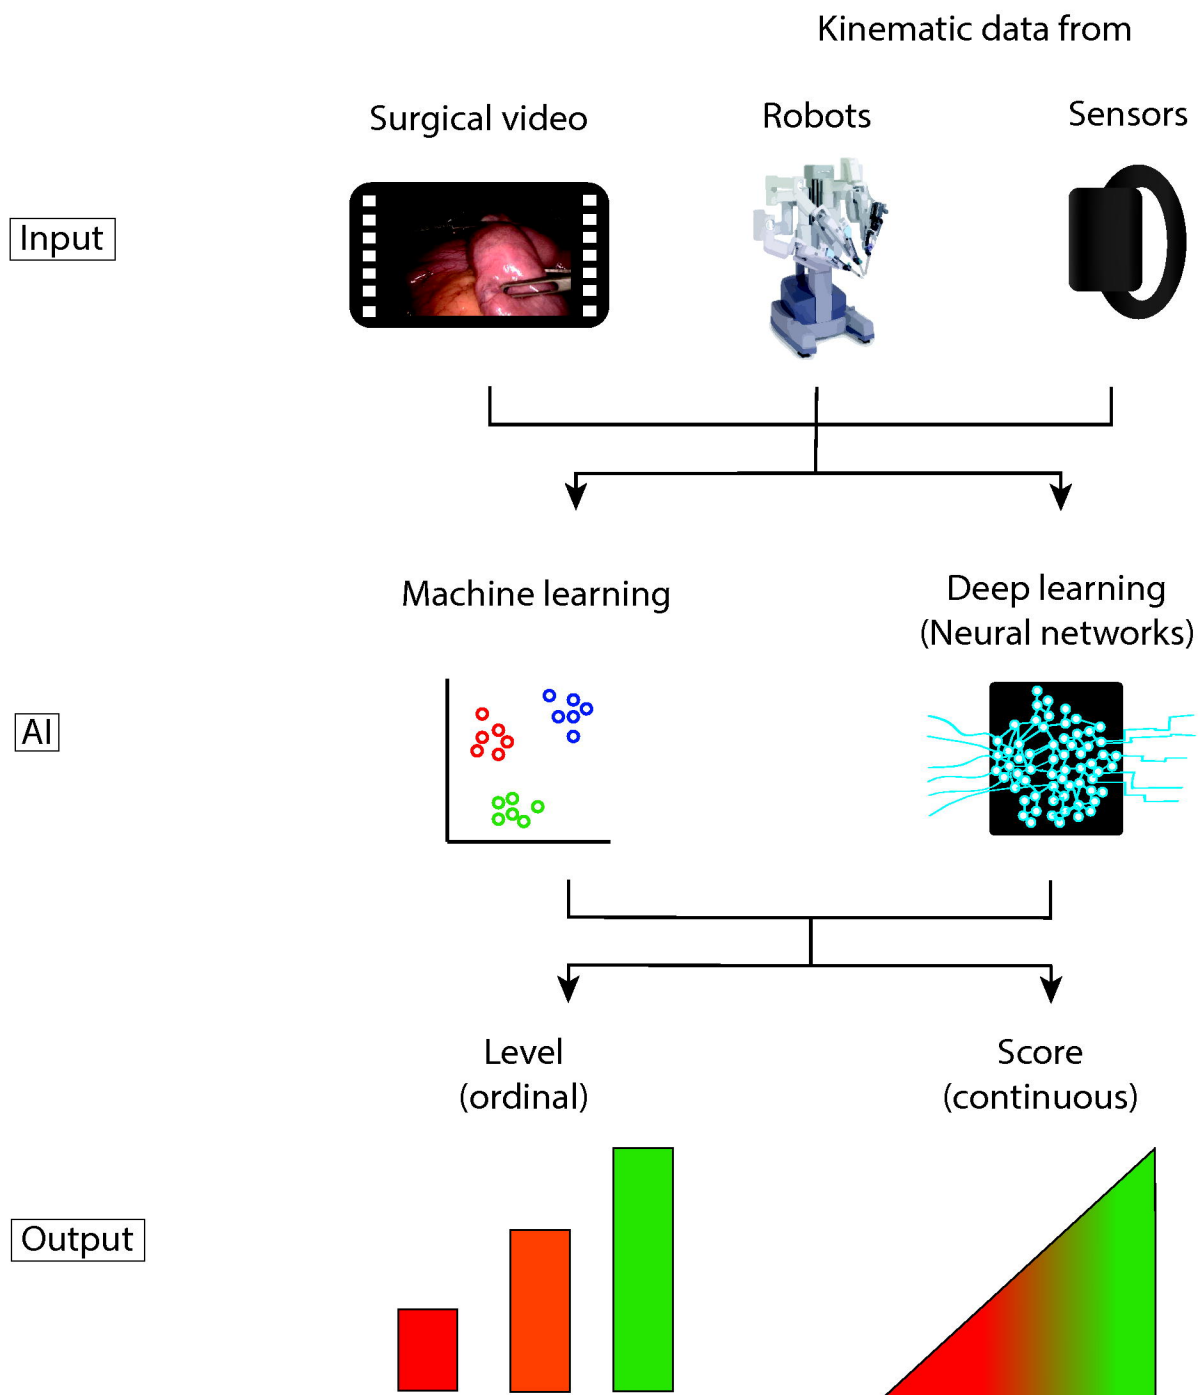 Kinematic data from
Surgical video
Robots
Sensors
Input
Machine learning
Deep learning
(Neural networks)
AI
Level
(ordinal)
Score
(continuous)
Output